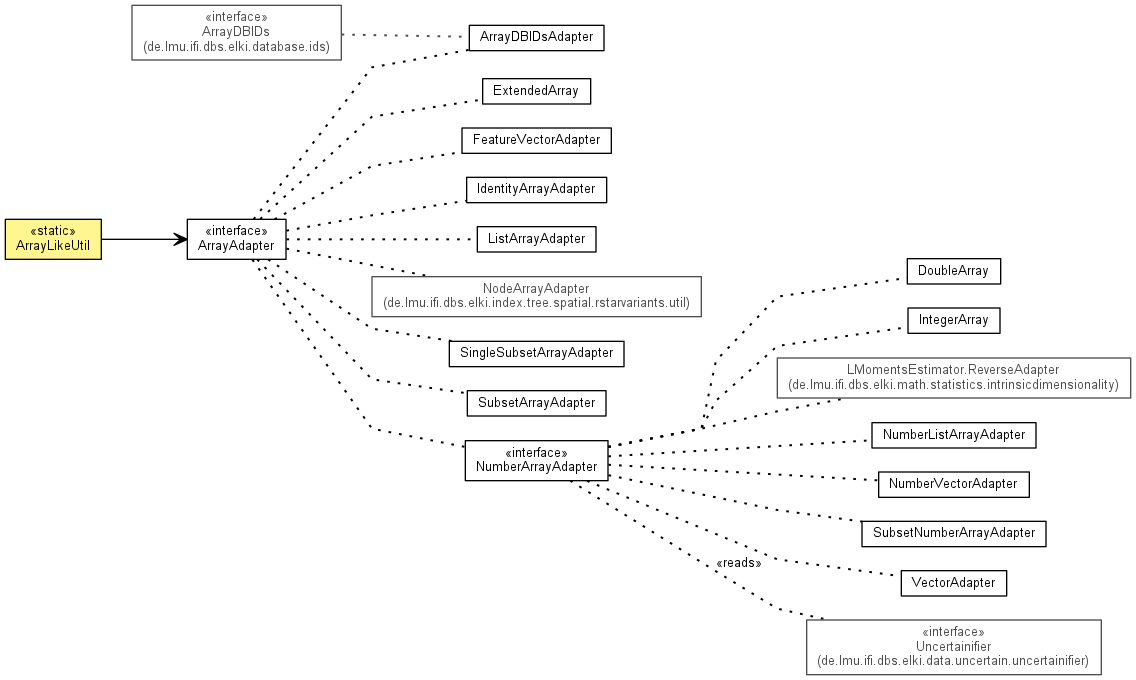 «interface»
ArrayDBIDs
(de.lmu.ifi.dbs.elki.database.ids)
ArrayDBIDsAdapter
ExtendedArray
FeatureVectorAdapter
IdentityArrayAdapter
«static»
ArrayLikeUtil
«interface»
ArrayAdapter
ListArrayAdapter
NodeArrayAdapter
(de.lmu.ifi.dbs.elki.index.tree.spatial.rstarvariants.util)
DoubleArray
IntegerArray
SingleSubsetArrayAdapter
LMomentsEstimator.ReverseAdapter
(de.lmu.ifi.dbs.elki.math.statistics.intrinsicdimensionality)
SubsetArrayAdapter
NumberListArrayAdapter
«interface»
NumberArrayAdapter
NumberVectorAdapter
SubsetNumberArrayAdapter
«reads»
VectorAdapter
«interface»
Uncertainifier
(de.lmu.ifi.dbs.elki.data.uncertain.uncertainifier)